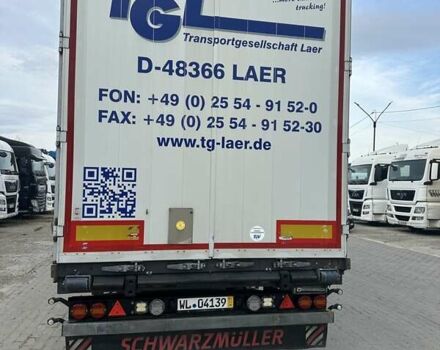 TGL
trucking!
Transportgesellschaft Laer
D-48366 LAER
FON: +49 (0) 25 54 - 91 52-0
FAX: +49 (0) 25 54 - 91 52-30
www.tg-laer.de
WL 04139
SCHWARZMÜLLER